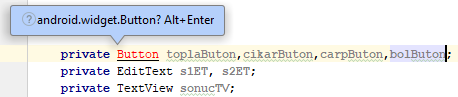 ? android.widget.Button? Alt+Enter
private Button toplaButon,cikarButon,carpButon,bolButon;
private EditText s1ET, s2ET;
private TextView sonucTV;